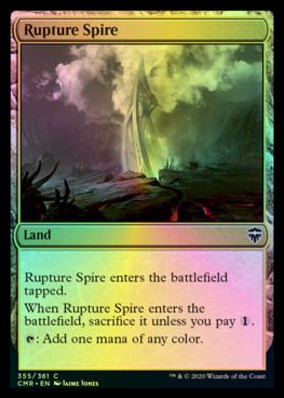 Rupture Spire
Land
Rupture Spire enters the battlefield
tapped.
When Rupture Spire enters the
battlefield, sacrifice it unless you pay 1.
: Add one mana of any color.
355/361 C
CMR • EN JAIME JONES
™ & © 2020 Wizards of the Coast